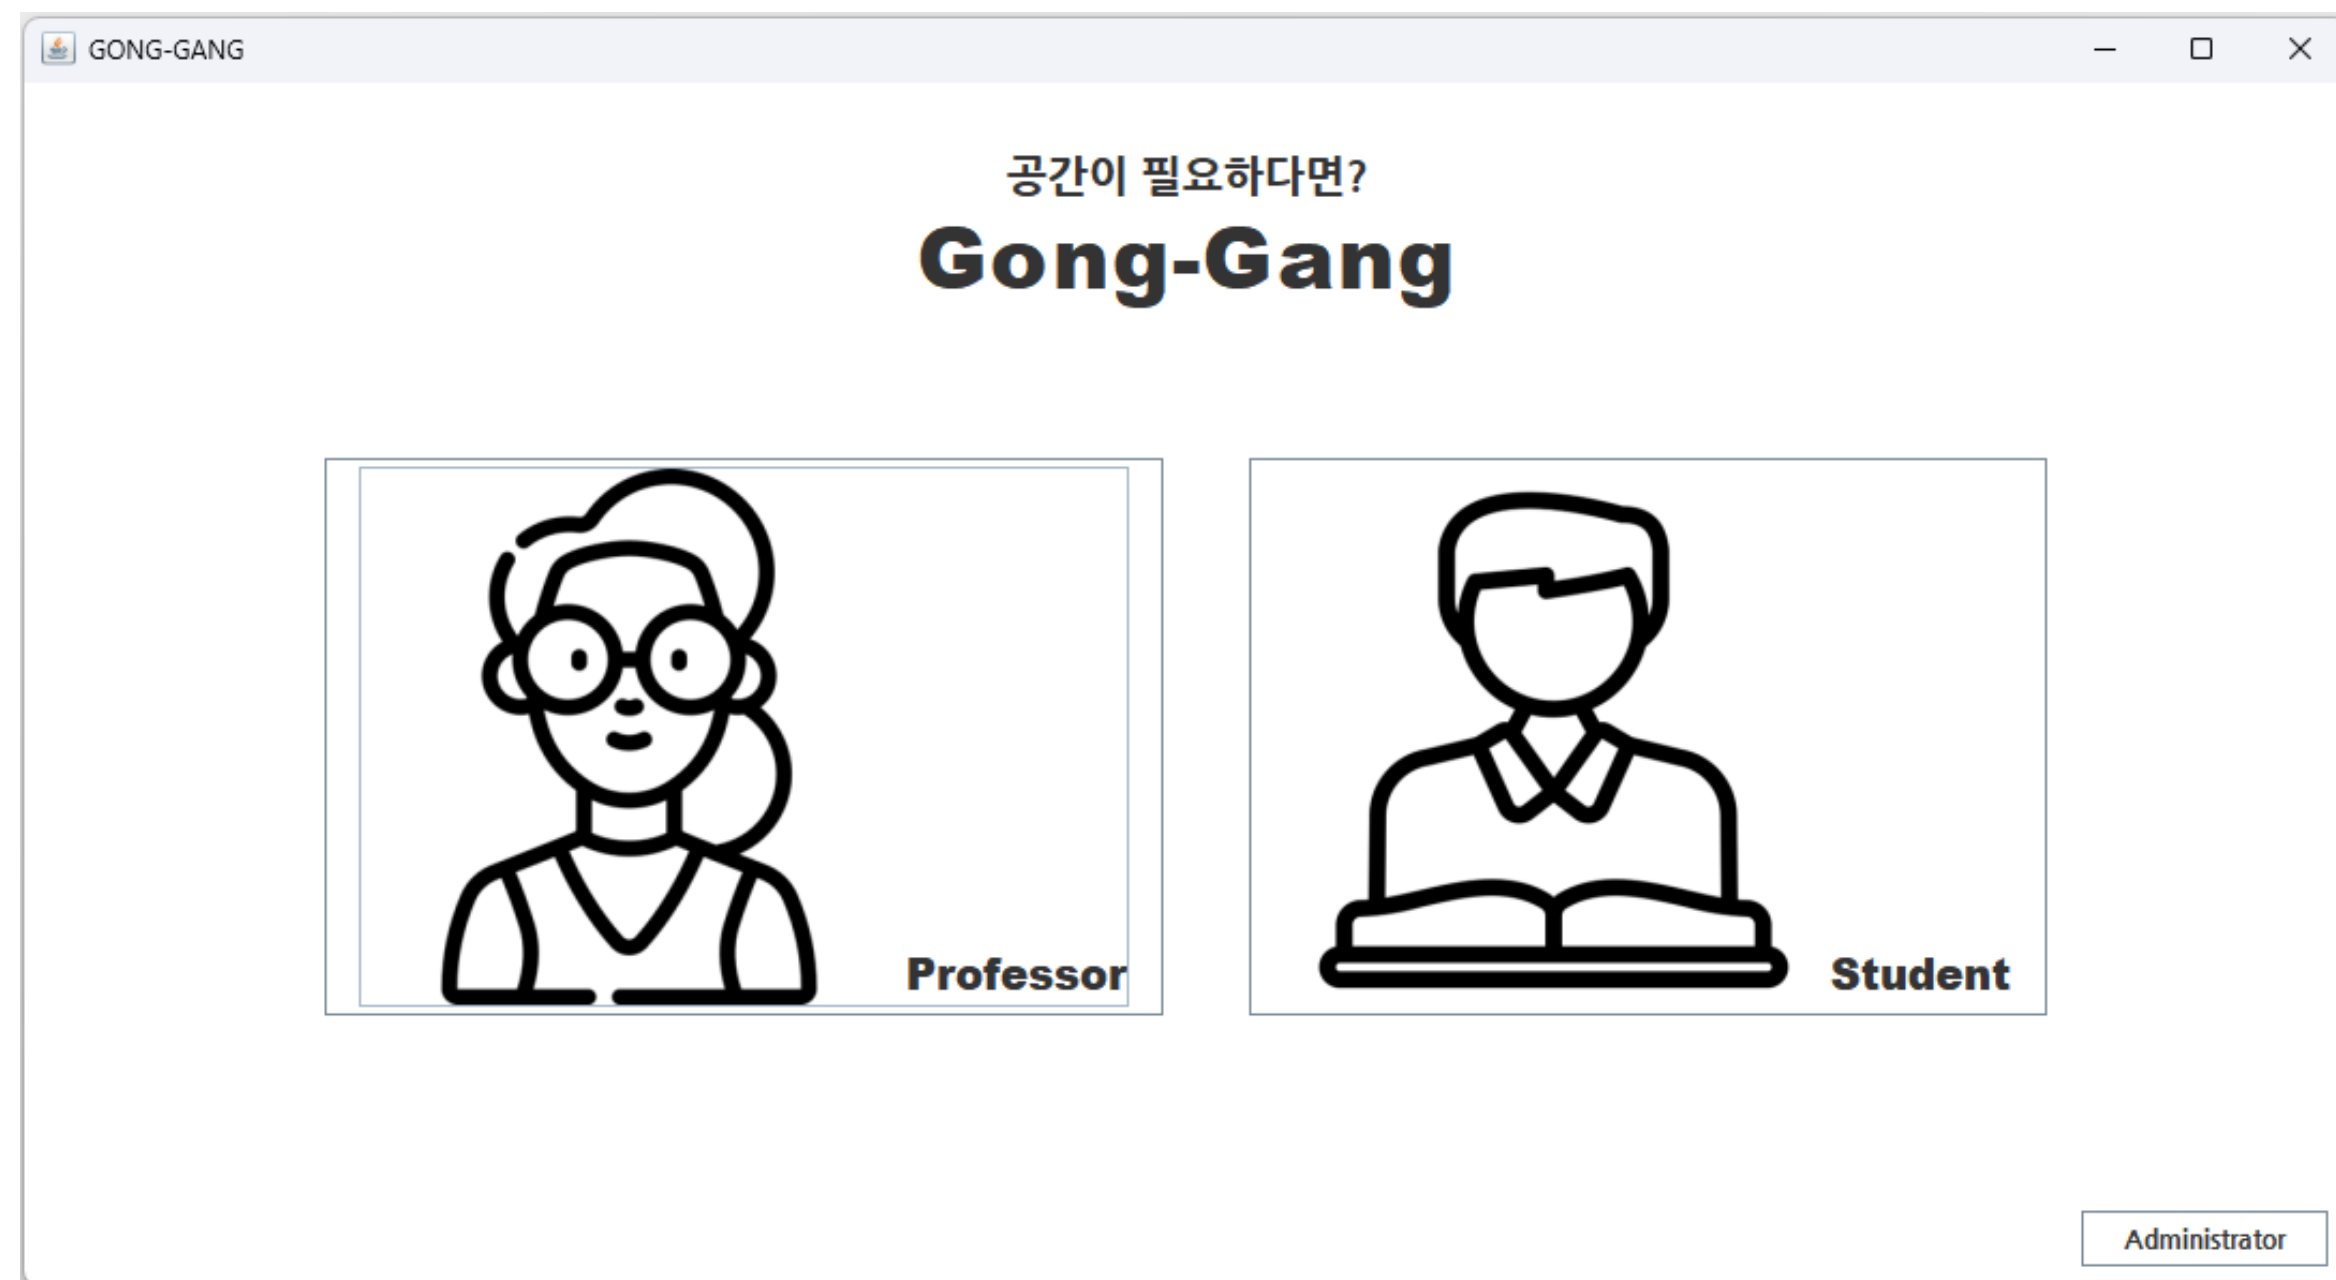 GONG-GANG
공간이 필요하다면?
Gong-Gang
Professor
Student
Administrator